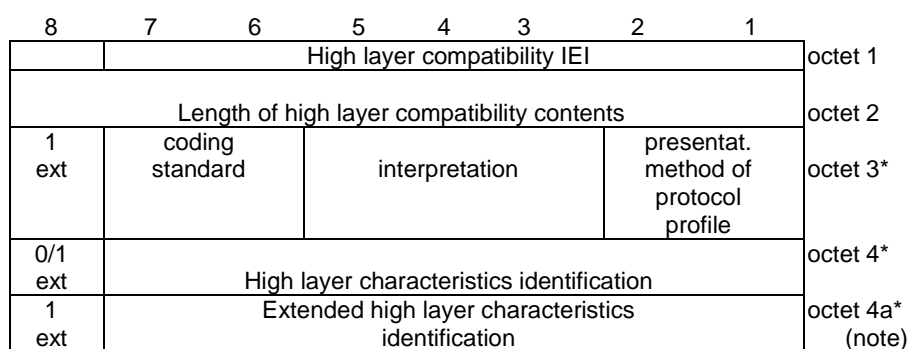 8 7 6 5 4 3 2 1
High layer compatibility IEI octet 1
Length of high layer compatibility contents octet 2
1 coding presentat.
ext standard interpretation method of octet 3*
protocol
profile
0/1 octet 4*
ext High layer characteristics identification
1 Extended high layer characteristics octet 4a*
ext identification (note)